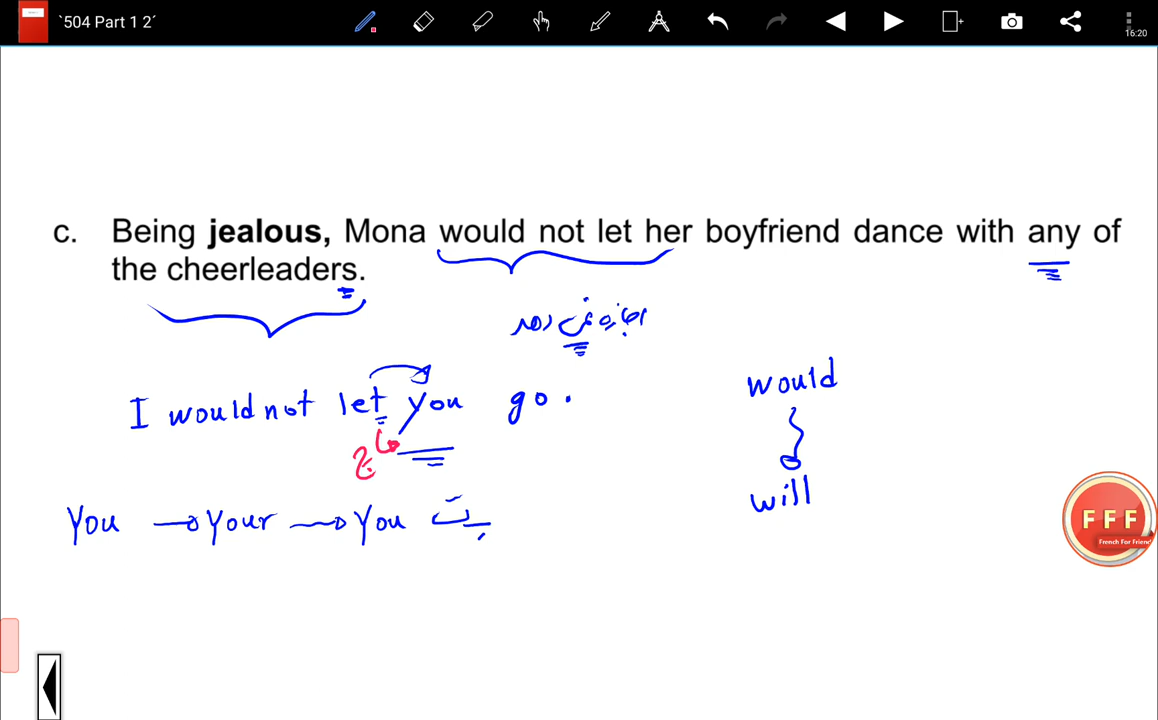 `504 Part 1 2´
16:20
c. Being jealous, Mona would not let her boyfriend dance with any of
the cheerleaders.
اجازه نمی دهد
I would not let you go.
would
will
You → Your → You
FFF
French For Friend